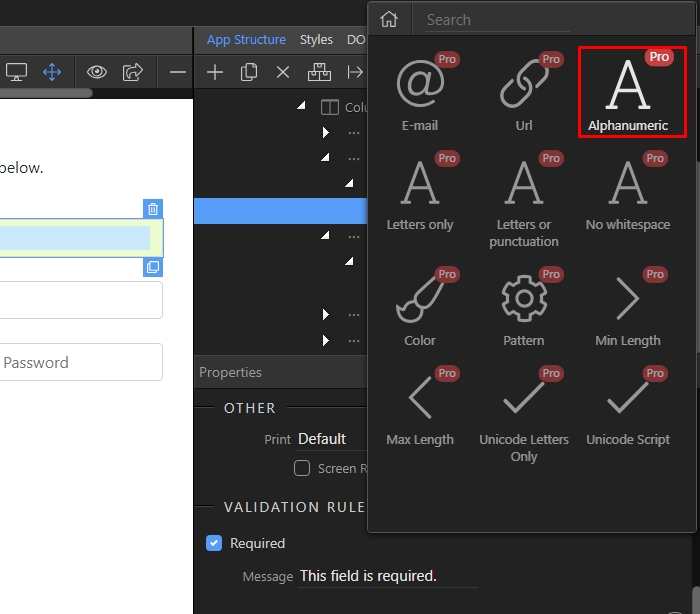 App Structure Styles DO
Search
Colu
Pro Pro Pro
E-mail Url Alphanumeric
Pro Pro Pro
Letters only Letters or punctuation No whitespace
Pro Pro Pro
Color Pattern Min Length
Pro Pro Pro
Max Length Unicode Letters Only Unicode Script
below.
Password
Properties
OTHER
Print Default
Screen R
VALIDATION RULE
Required
Message This field is required.